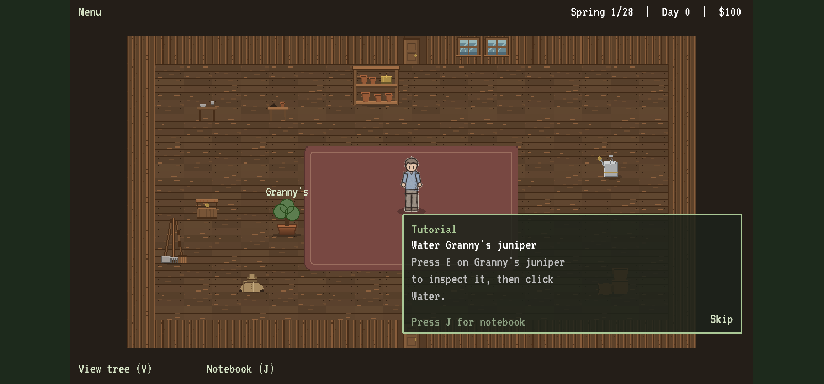 Menu
Spring 1/28 | Day 0 | $100
Granny's
Tutorial
Water Granny's juniper
Press E on Granny's juniper
to inspect it, then click
Water.
Press J for notebook
Skip
View tree (V)
Notebook (J)